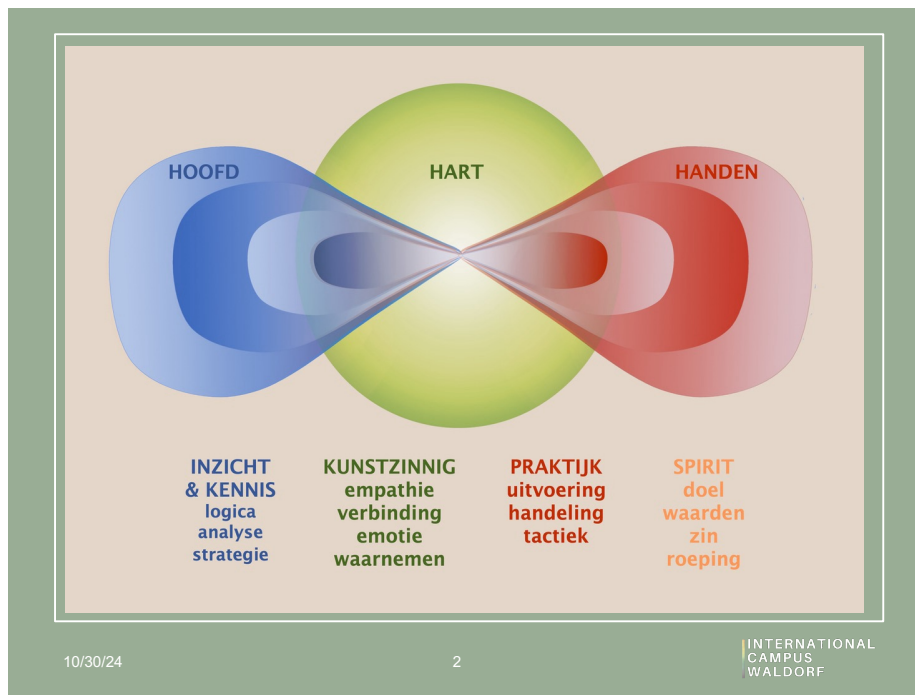 HOOFD
HART
HANDEN
INZICHT
& KENNIS
logica
analyse
strategie
KUNSTZINNIG
empathie
verbinding
emotie
waarnemen
PRAKTIJK
uitvoering
handeling
tactiek
SPIRIT
doel
waarden
zin
roeping
10/30/24
2
INTERNATIONAL
CAMPUS
WALDORF